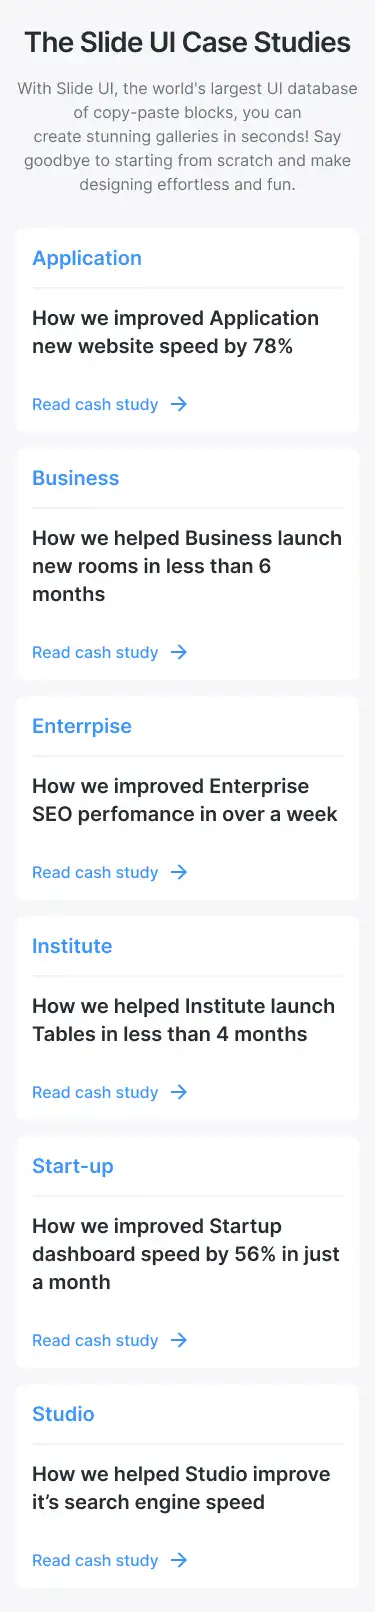 The Slide UI Case Studies
With Slide UI, the world's largest UI database
of copy-paste blocks, you can
create stunning galleries in seconds! Say
goodbye to starting from scratch and make
designing effortless and fun.
Application
How we improved Application
new website speed by 78%
Read cash study
Business
How we helped Business launch
new rooms in less than 6
months
Read cash study
Enterrpise
How we improved Enterprise
SEO perfomance in over a week
Read cash study
Institute
How we helped Institute launch
Tables in less than 4 months
Read cash study
Start-up
How we improved Startup
dashboard speed by 56% in just
a month
Read cash study
Studio
How we helped Studio improve
it’s search engine speed
Read cash study